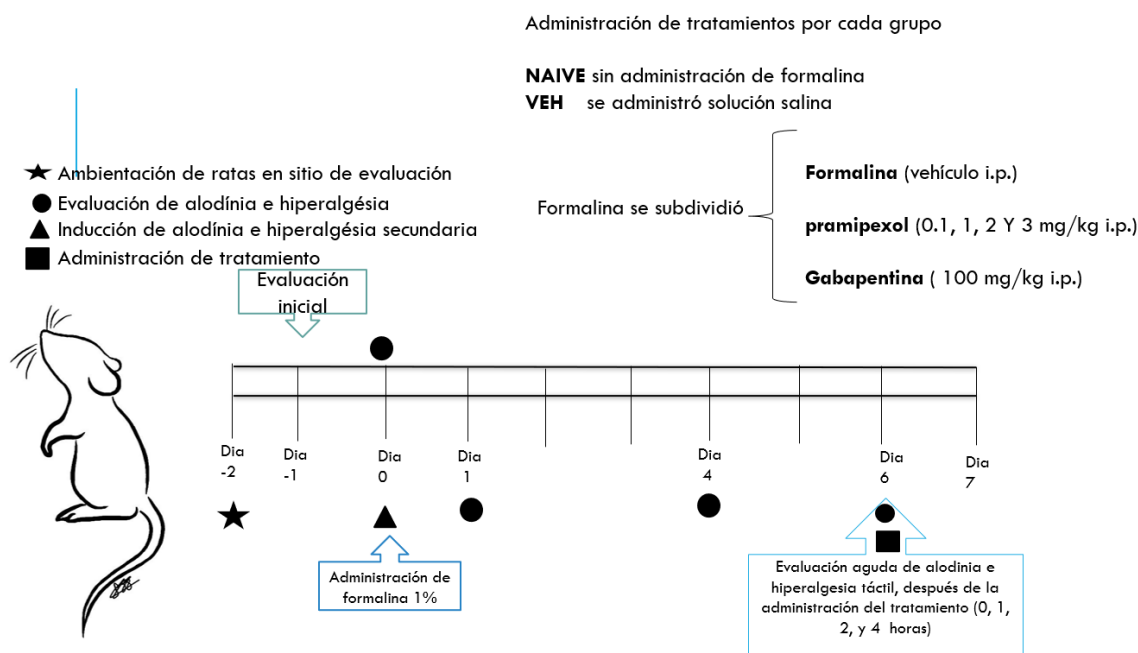 Administración de tratamientos por cada grupo
NAIVE sin administración de formalina
VEH se administró solución salina
Formalina se subdividió
Formalina (vehículo i.p.)
pramipexol (0.1, 1, 2 Y 3 mg/kg i.p.)
Gabapentina ( 100 mg/kg i.p.)
Ambientación de ratas en sitio de evaluación
Evaluación de alodínia e hiperalgésia
Inducción de alodínia e hiperalgésia secundaria
Administración de tratamiento
Evaluación
inicial
Dia
-2
Dia
-1
Dia
0
Dia
1
Dia
4
Dia
6
Dia
7
Administración de
formalina 1%
Evaluación aguda de alodinia e
hiperalgesia táctil, después de la
administración del tratamiento (0, 1,
2, y 4 horas)